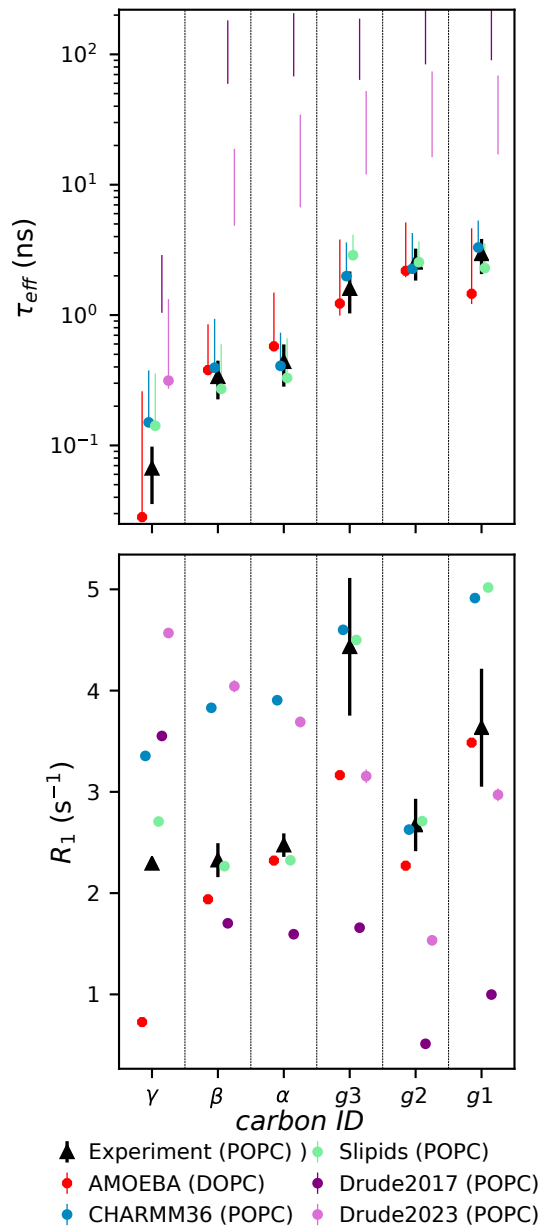 10²
10¹
10⁰
10⁻¹
τ_eff (ns)
5
4
3
2
1
R₁ (s⁻¹)
γ β α g3 g2 g1
carbon ID
Experiment (POPC) )
AMOEBA (DOPC)
CHARMM36 (POPC)
Slipids (POPC)
Drude2017 (POPC)
Drude2023 (POPC)